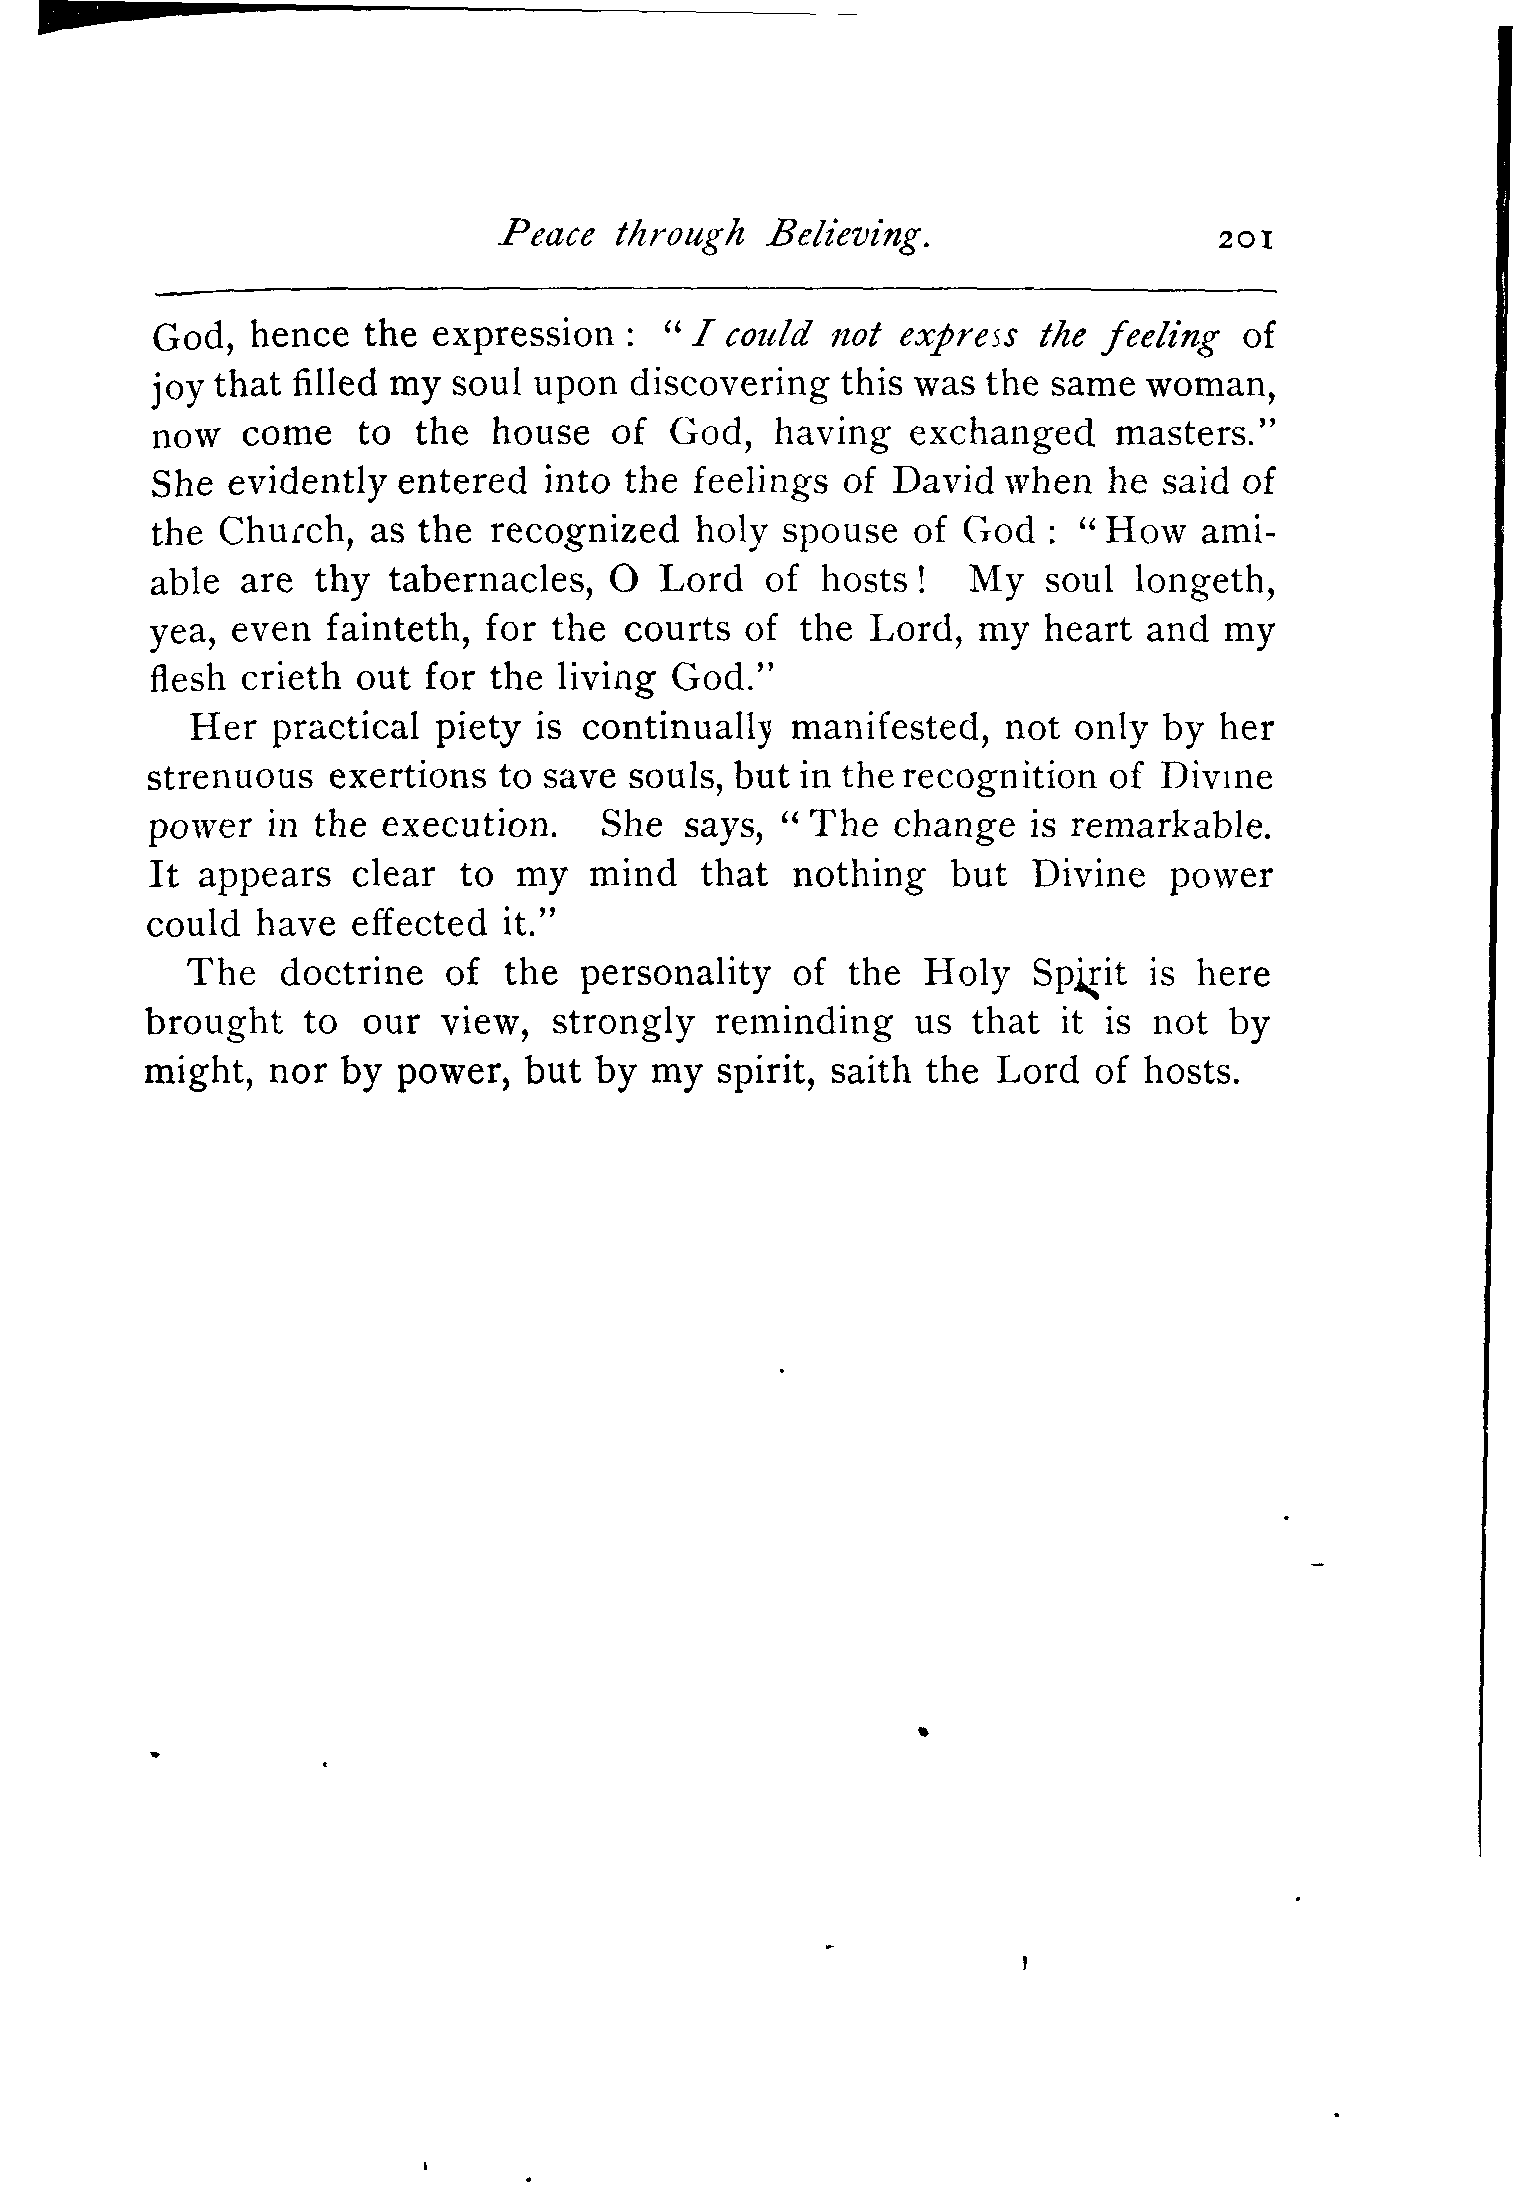 Peace through Believing. 201
God, hence the expression : “ I could not express the feeling of
joy that filled my soul upon discovering this was the same woman,
now come to the house of God, having exchanged masters.”
She evidently entered into the feelings of David when he said of
the Church, as the recognized holy spouse of God : “ How ami-
able are thy tabernacles, O Lord of hosts ! My soul longeth,
yea, even fainteth, for the courts of the Lord, my heart and my
flesh crieth out for the living God.”
Her practical piety is continually manifested, not only by her
strenuous exertions to save souls, but in the recognition of Divine
power in the execution. She says, “ The change is remarkable.
It appears clear to my mind that nothing but Divine power
could have effected it.”
The doctrine of the personality of the Holy Spirit is here
brought to our view, strongly reminding us that it is not by
might, nor by power, but by my spirit, saith the Lord of hosts.